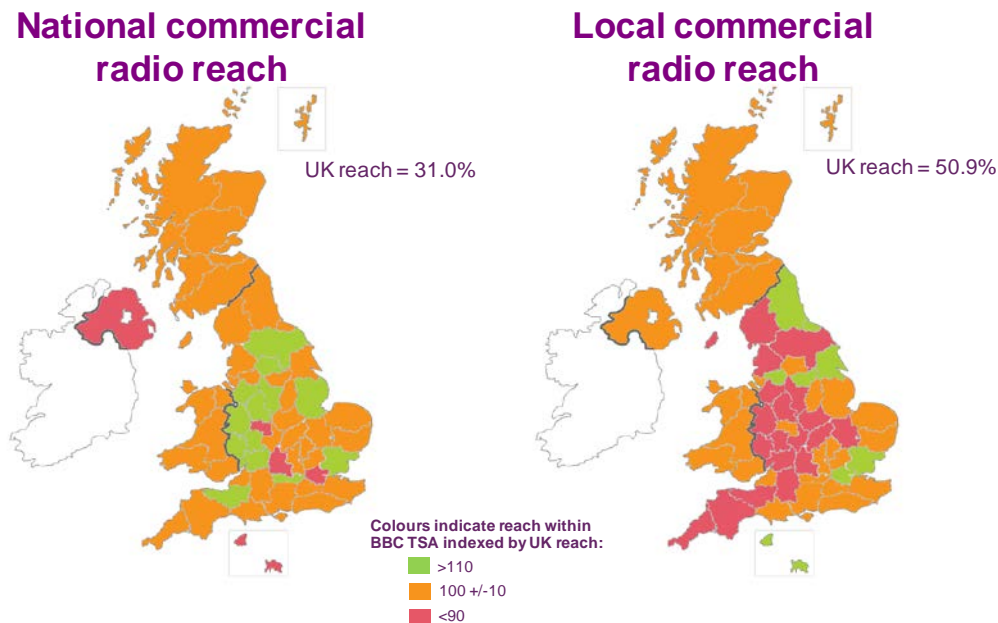 National commercial
radio reach
Local commercial
radio reach
UK reach = 31.0%
UK reach = 50.9%
Colours indicate reach within
BBC TSA indexed by UK reach:
>110
100 +/-10
<90